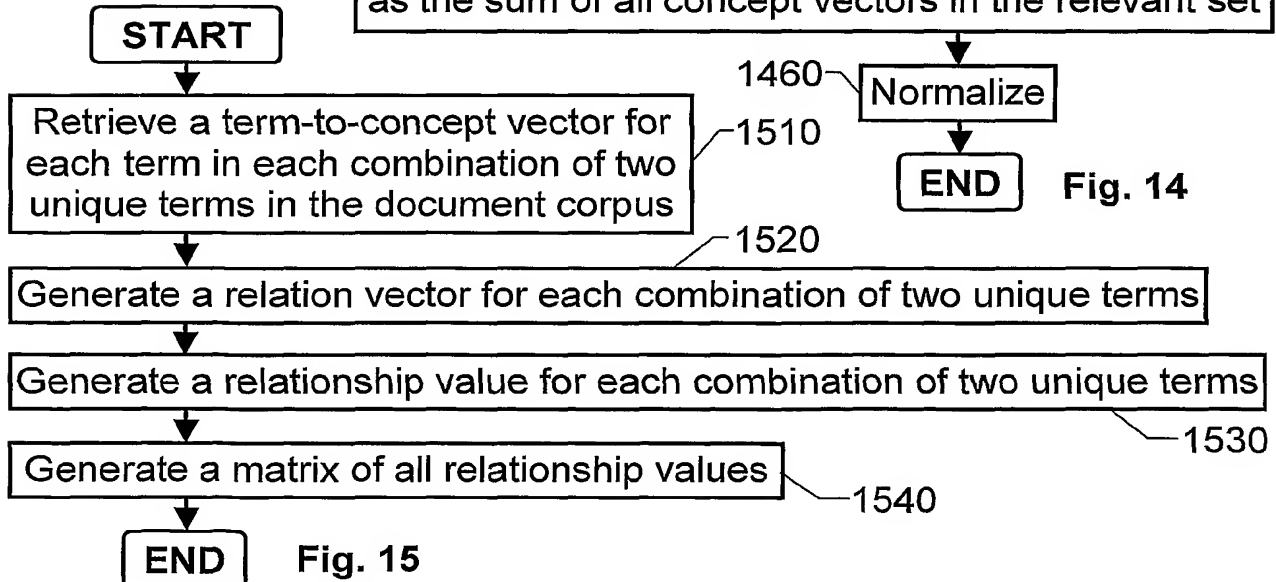 as the sum of all concept vectors in the relevant set
1460
Normalize
END
Fig. 14
START
Retrieve a term-to-concept vector for
each term in each combination of two
unique terms in the document corpus
1510
1520
Generate a relation vector for each combination of two unique terms
Generate a relationship value for each combination of two unique terms
1530
Generate a matrix of all relationship values
1540
END
Fig. 15